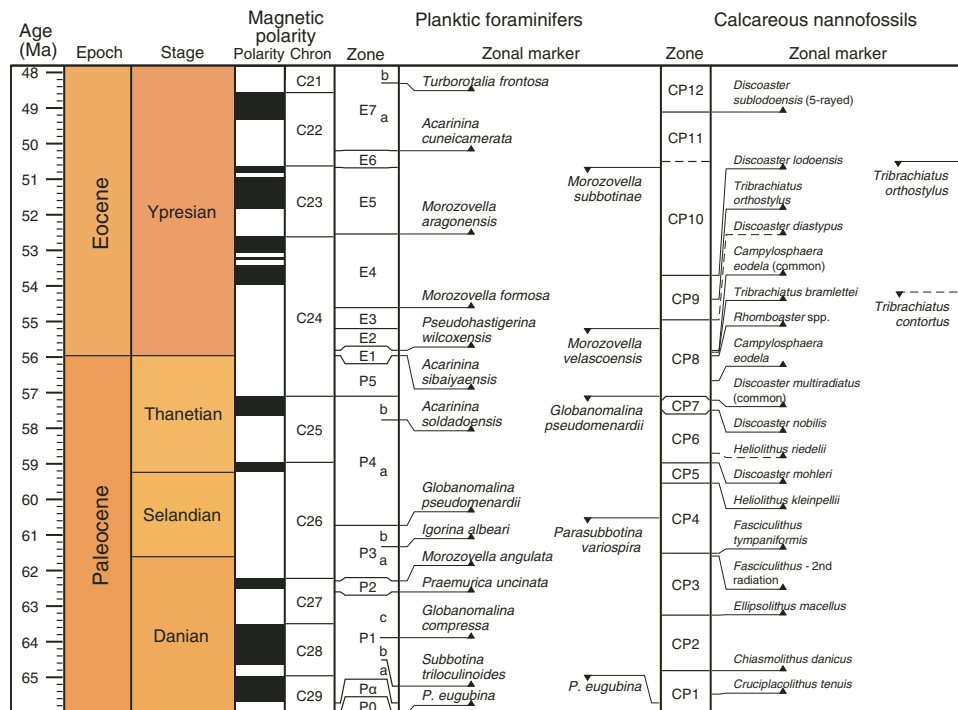 Age
(Ma)
Epoch
Stage
Magnetic
polarity
Polarity
Chron
Planktic foraminifers
Zone
Zonal marker
Calcareous nannofossils
Zone
Zonal marker
48
49
50
51
52
53
54
55
56
57
58
59
60
61
62
63
64
65
Eocene
Paleocene
Ypresian
Thanetian
Selandian
Danian
C21
C22
C23
C24
C25
C26
C27
C28
C29
b
E7
a
E6
E5
E4
E3
E2
E1
P5
b
P4
a
b
P3
a
P2
c
P1
b
a
Pα
P0
Turborotalia frontosa
Acarinina
cuneicamerata
Morozovella
subbotinae
Morozovella
aragonensis
Morozovella formosa
Pseudohastigerina
wilcoxensis
Morozovella
velascoensis
Acarinina
sibaiyaensis
Acarinina
soldadoensis
Globanomalina
pseudomenardii
Globanomalina
pseudomenardii
Igorina albeari
Parasubbotina
variospira
Morozovella angulata
Praemurica uncinata
Globanomalina
compressa
Subbotina
triloculinoides
P. eugubina
P. eugubina
CP12
CP11
CP10
CP9
CP8
CP7
CP6
CP5
CP4
CP3
CP2
CP1
Discoaster
sublodoensis (5-rayed)
Discoaster lodoensis
Tribrachiatus
orthostylus
Tribrachiatus
orthostylus
Discoaster diastypus
Campylosphaera
eodela (common)
Tribrachiatus bramlettei
Tribrachiatus
contortus
Rhomboaster spp.
Campylosphaera
eodela
Discoaster multiradiatus
(common)
Discoaster nobilis
Heliolithus riedelii
Discoaster mohleri
Heliolithus kleinpellii
Fasciculithus
tympaniformis
Fasciculithus - 2nd
radiation
Ellipsolithus macellus
Chiasmolithus danicus
Cruciplacolithus tenuis